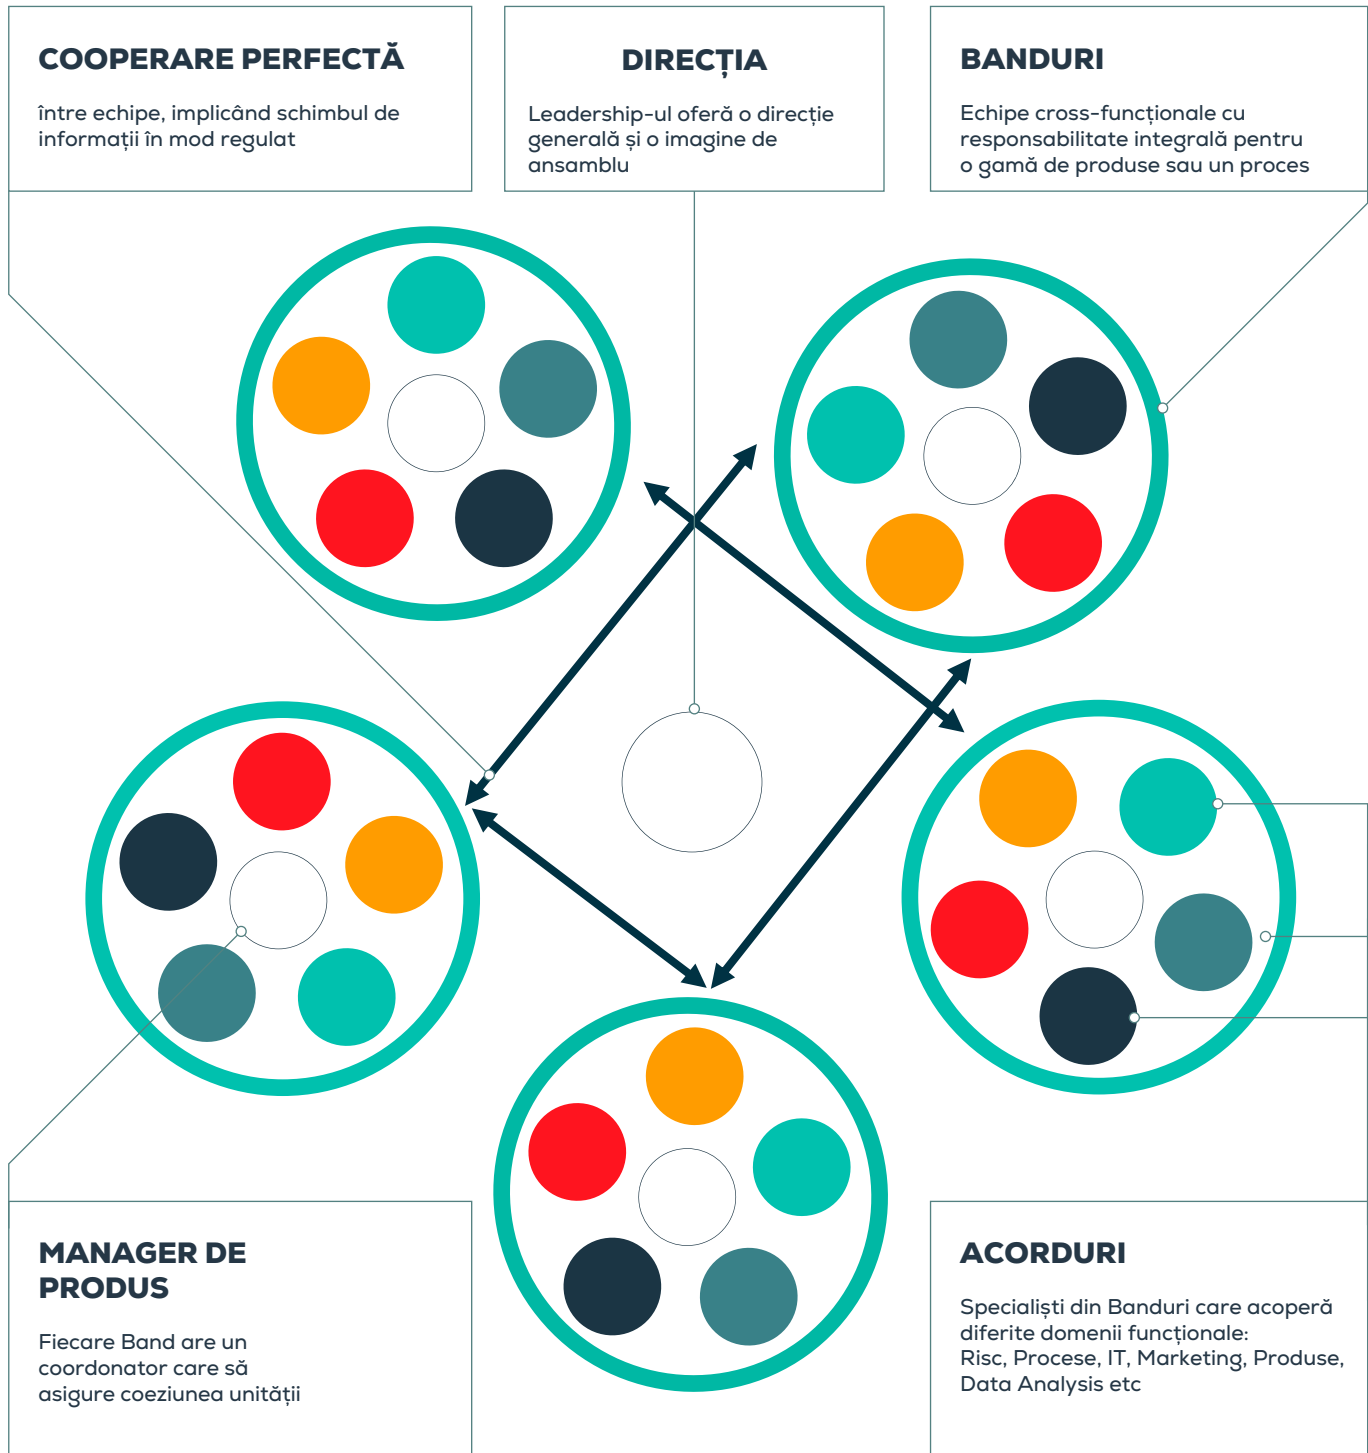 COOPERARE PERFECTĂ
între echipe, implicând schimbul de
informații în mod regulat
DIRECȚIA
Leadership-ul oferă o direcție
generală și o imagine de
ansamblu
BANDURI
Echipe cross-funcționale cu
responsabilitate integrală pentru
o gamă de produse sau un proces
MANAGER DE
PRODUS
Fiecare Band are un
coordonator care să
asigure coeziunea unității
ACORDURI
Specialiști din Banduri care acoperă
diferite domenii funcționale:
Risc, Procese, IT, Marketing, Produse,
Data Analysis etc